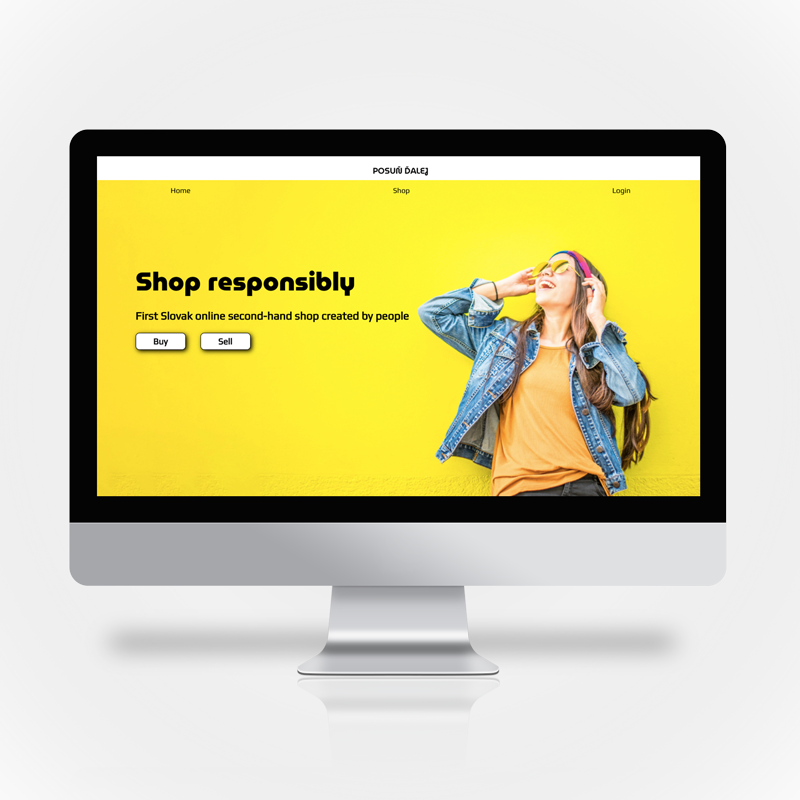 POSUŇ ĎALEJ
Home Shop Login
Shop responsibly
First Slovak online second-hand shop created by people
Buy Sell